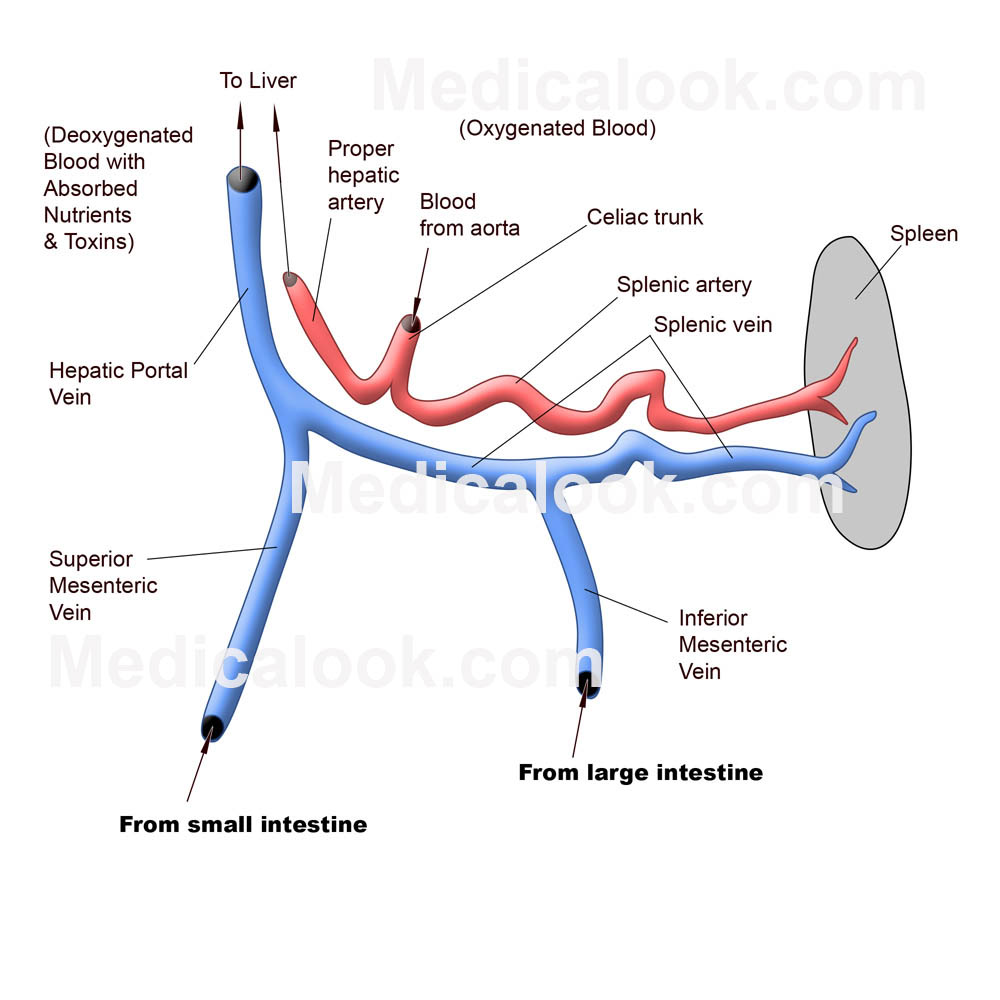 Medicalook.com
To Liver
(Deoxygenated
Blood with
Absorbed
Nutrients
& Toxins)
(Oxygenated Blood)
Proper
hepatic
artery
Blood
from aorta
Celiac trunk
Spleen
Splenic artery
Splenic vein
Hepatic Portal
Vein
Medicalook.com
Superior
Mesenteric
Vein
Inferior
Mesenteric
Vein
Medicalook.com
From large intestine
From small intestine